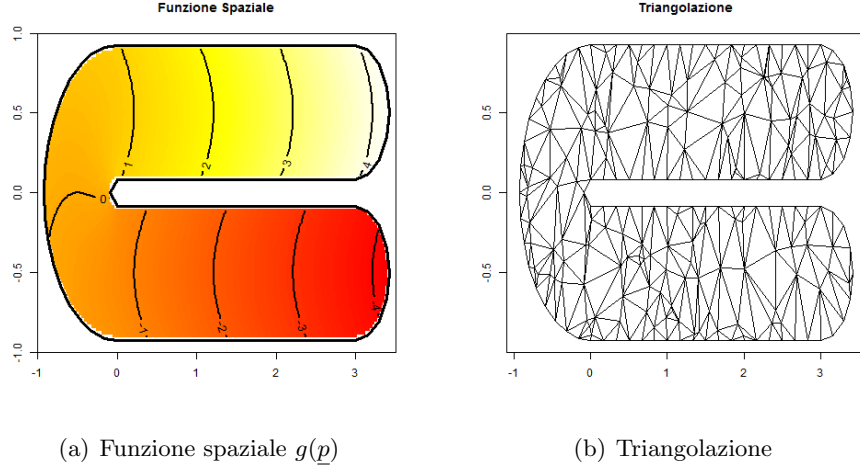 Funzione Spaziale
Triangolazione
1.0
0.5
0.0
-0.5
-1.0
1
2
3
4
0
-1
-2
-3
-4
-1 0 1 2 3
0.5
0.0
-0.5
-1 0 1 2 3
(a) Funzione spaziale g(p)
(b) Triangolazione